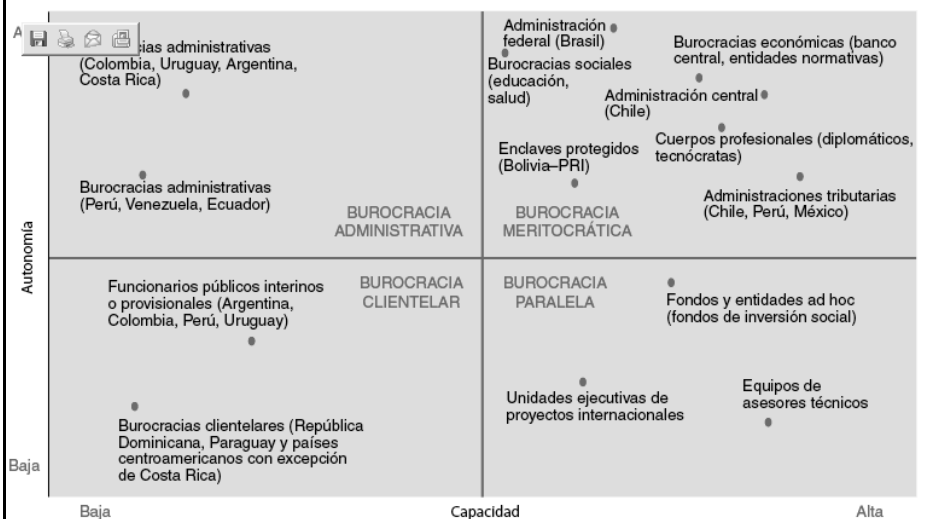 A
ias administrativas
(Colombia, Uruguay, Argentina,
Costa Rica)
Burocracias administrativas
(Perú, Venezuela, Ecuador)
BUROCRACIA
ADMINISTRATIVA
Administración
federal (Brasil)
Burocracias sociales
(educación,
salud)
Burocracias económicas (banco
central, entidades normativas)
Administración central
(Chile)
Enclaves protegidos
(Bolivia–PRI)
Cuerpos profesionales (diplomáticos,
tecnócratas)
Administraciones tributarias
(Chile, Perú, México)
BUROCRACIA
MERITOCRÁTICA
Autonomía
Funcionarios públicos interinos
o provisionales (Argentina,
Colombia, Perú, Uruguay)
BUROCRACIA
CLIENTELAR
Burocracias clientelares (República
Dominicana, Paraguay y países
centroamericanos con excepción
de Costa Rica)
BUROCRACIA
PARALELA
Fondos y entidades ad hoc
(fondos de inversión social)
Unidades ejecutivas de
proyectos internacionales
Equipos de
asesores técnicos
Baja
Baja
Capacidad
Alta